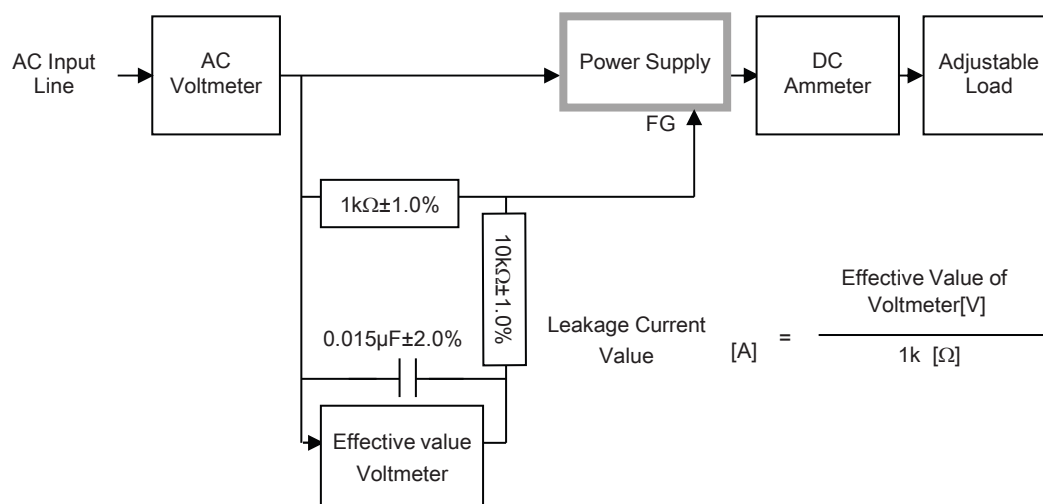 AC Input
Line
AC
Voltmeter
Power Supply
DC
Ammeter
Adjustable
Load
FG
1kΩ±1.0%
10kΩ±1.0%
0.015µF±2.0%
Effective value
Voltmeter
Leakage Current
Value
[A]
=
Effective Value of
Voltmeter[V]
1k [Ω]